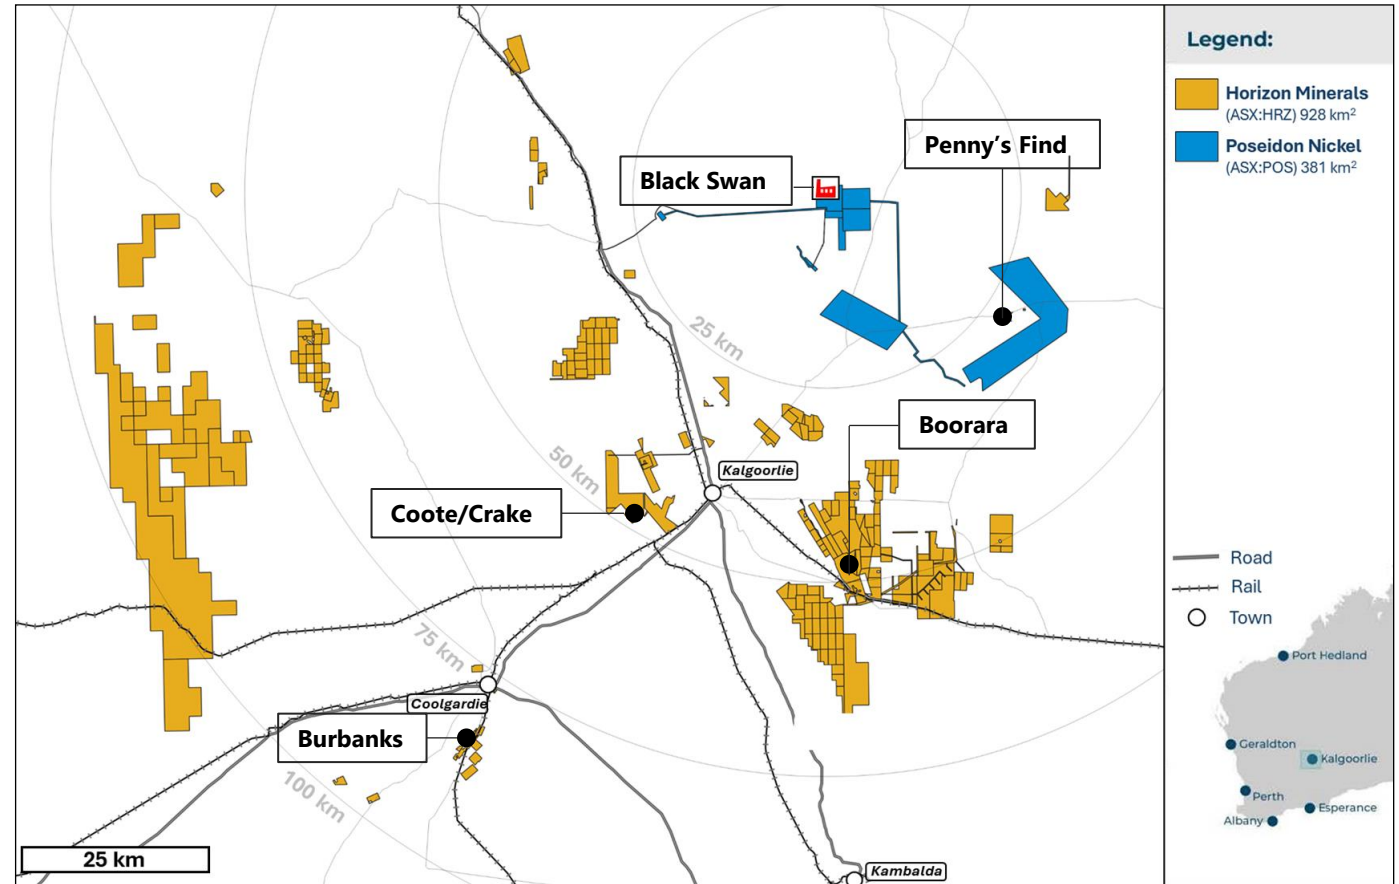 Legend:
Horizon Minerals
(ASX:HRZ) 928 km²
Poseidon Nickel
(ASX:POS) 381 km²
Penny’s Find
Black Swan
25 km
Boorara
50 km
Kalgoorlie
Coote/Crake
75 km
Coolgardie
Burbanks
100 km
25 km
Kambalda
Road
Rail
Town
Port Hedland
Geraldton
Kalgoorlie
Perth
Esperance
Albany